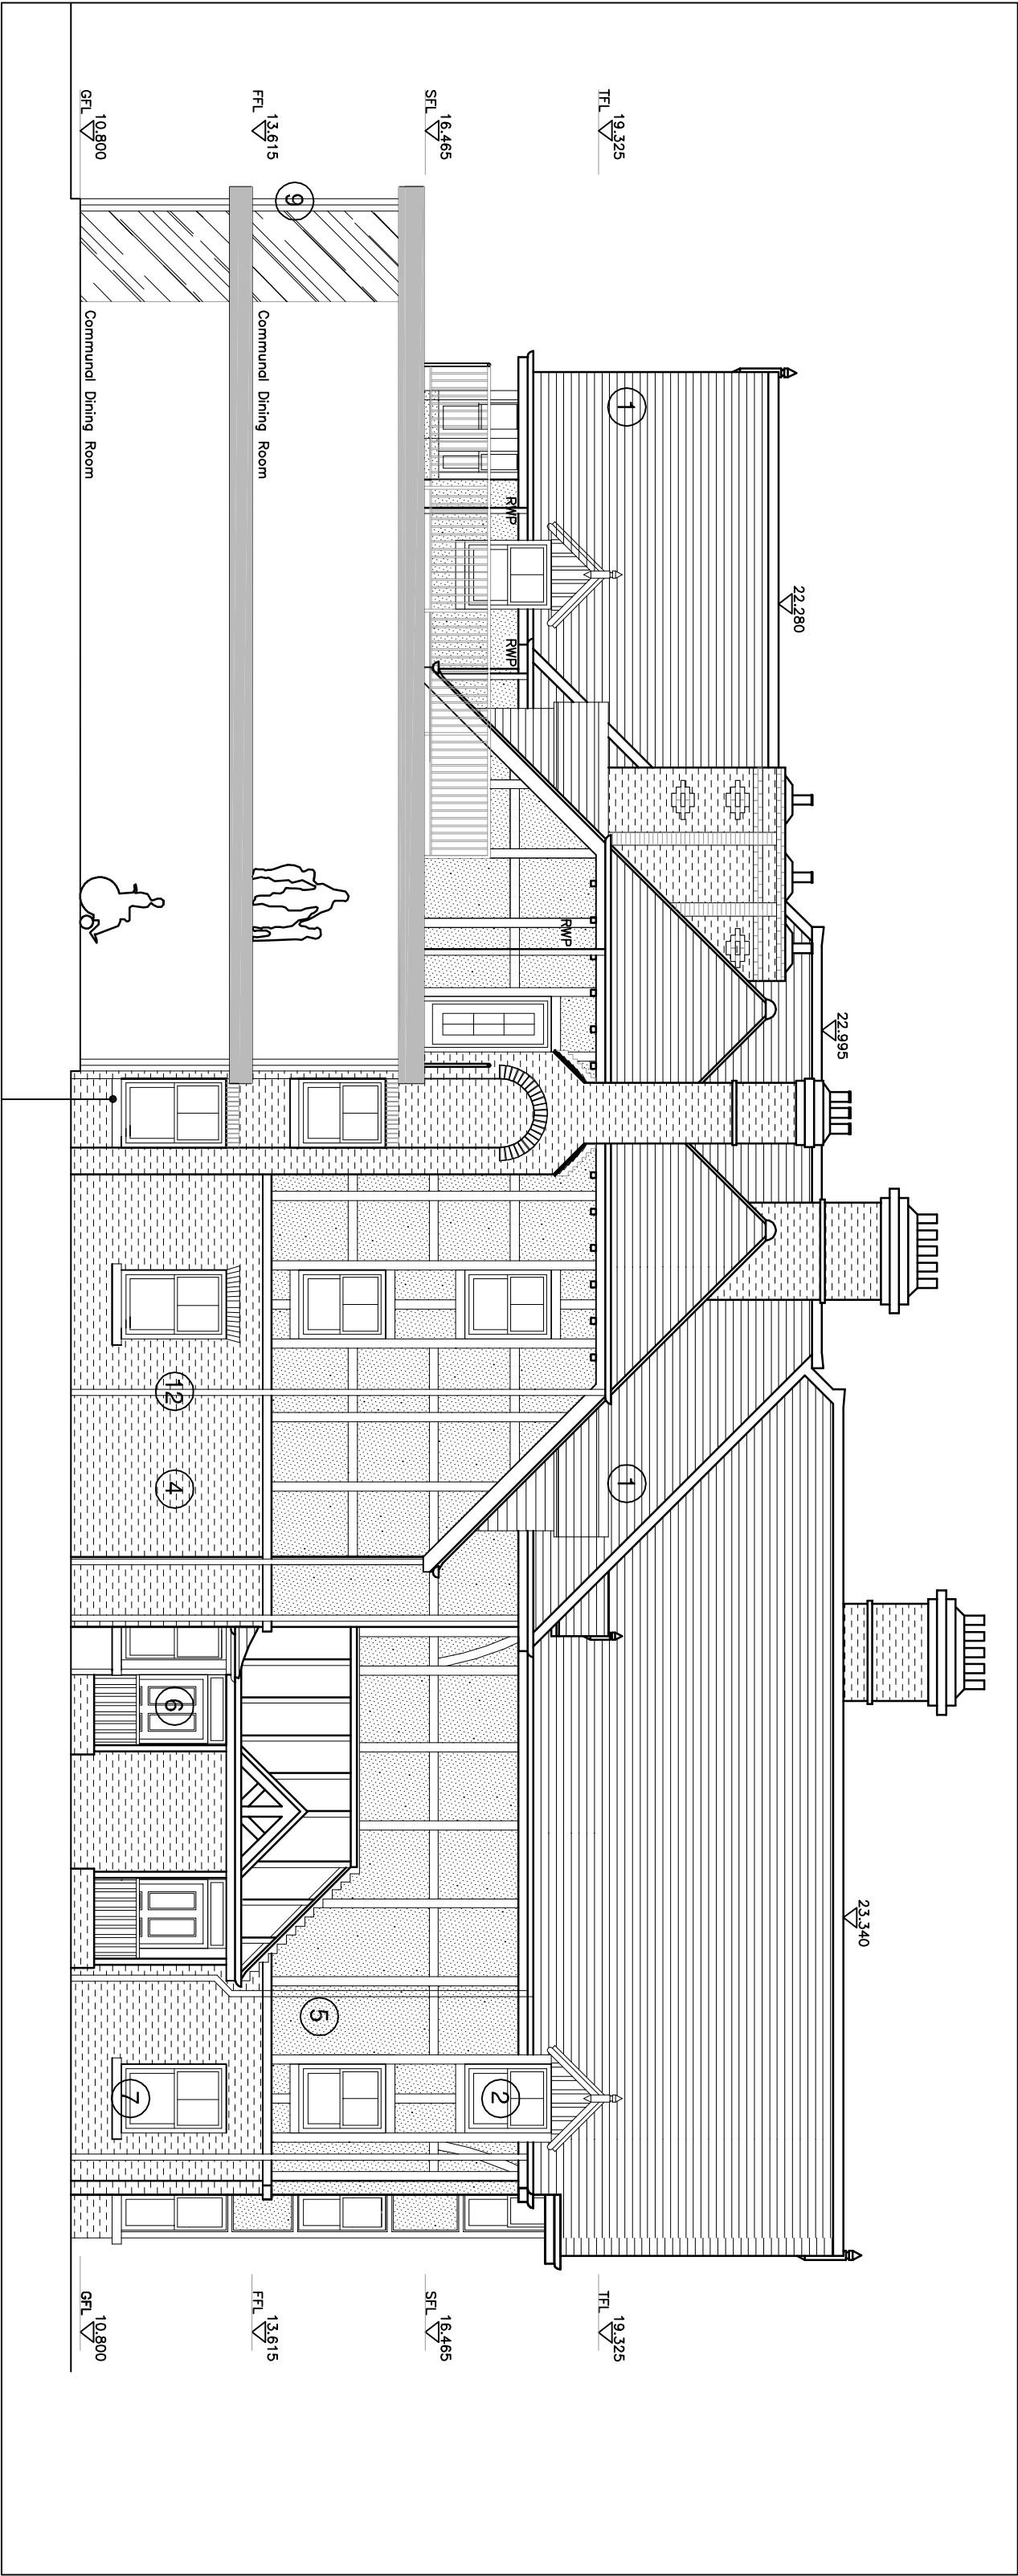 22.280
22.995
23.340
TFL 19.325
SFL 16.465
FFL 13.615
GFL 10.800
1
RWP
RWP
RWP
1
9
Communal Dining Room
Communal Dining Room
12
4
6
5
2
7
TFL 19.325
SFL 16.465
FFL 13.615
GFL 10.800